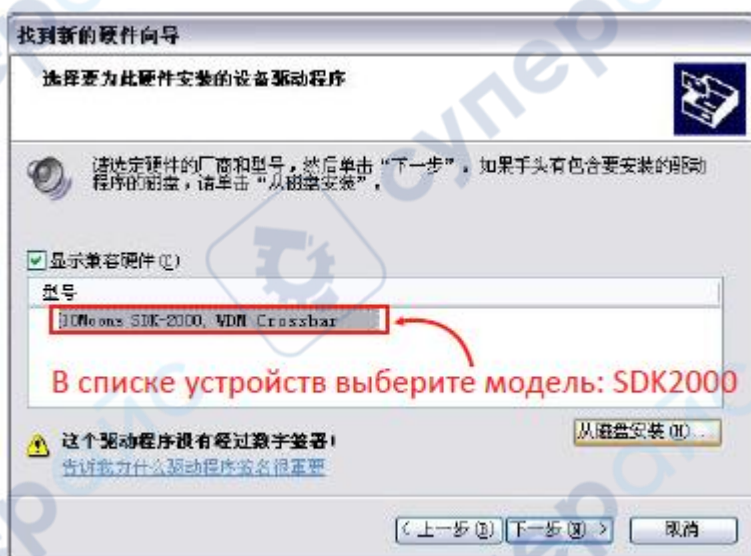 找到新的硬件向导
选择要为此硬件安装的设备驱动程序
请选定硬件的厂商和型号，然后单击“下一步”。如果手头有包含要安装的驱动
程序的磁盘，请单击“从磁盘安装”。
显示兼容硬件(C)
型号
10Moons SDK-2000, WDM Crossbar
В списке устройств выберите модель: SDK2000
从磁盘安装(H)...
这个驱动程序没有经过数字签署!
告诉我为什么驱动程序签名很重要
< 上一步(B) 下一步(N) > 取消
суперайс